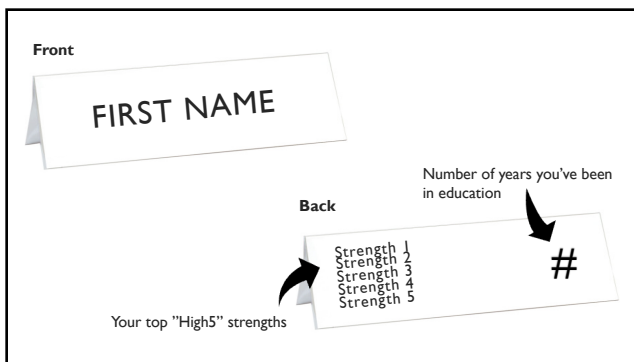 Front
FIRST NAME
Number of years you've been
in education
Back
Strength 1
Strength 2
Strength 3
Strength 4
Strength 5
#
Your top "High5" strengths